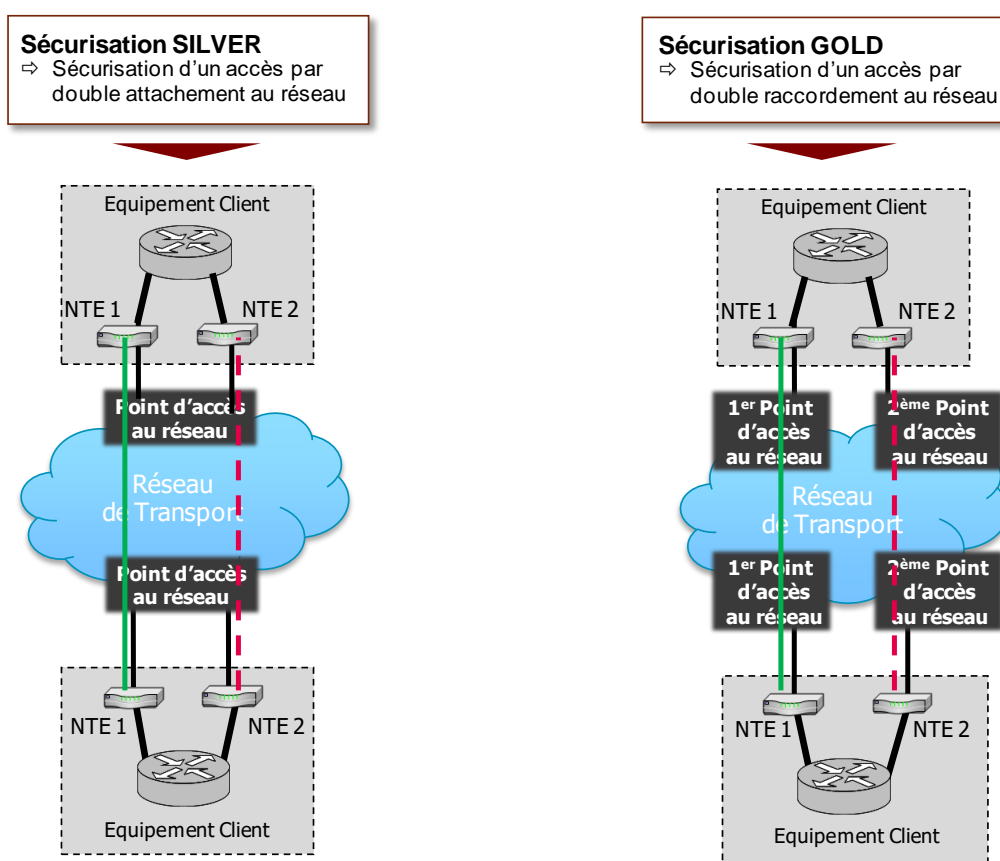 Sécurisation SILVER
⇨ Sécurisation d'un accès par
double attachement au réseau
Equipement Client
NTE 1
NTE 2
Point d'accès
au réseau
Réseau
de Transport
Point d'accès
au réseau
NTE 1
NTE 2
Equipement Client
Sécurisation GOLD
⇨ Sécurisation d'un accès par
double raccordement au réseau
Equipement Client
NTE 1
NTE 2
1er Point
d'accès
au réseau
2ème Point
d'accès
au réseau
Réseau
de Transport
1er Point
d'accès
au réseau
2ème Point
d'accès
au réseau
NTE 1
NTE 2
Equipement Client